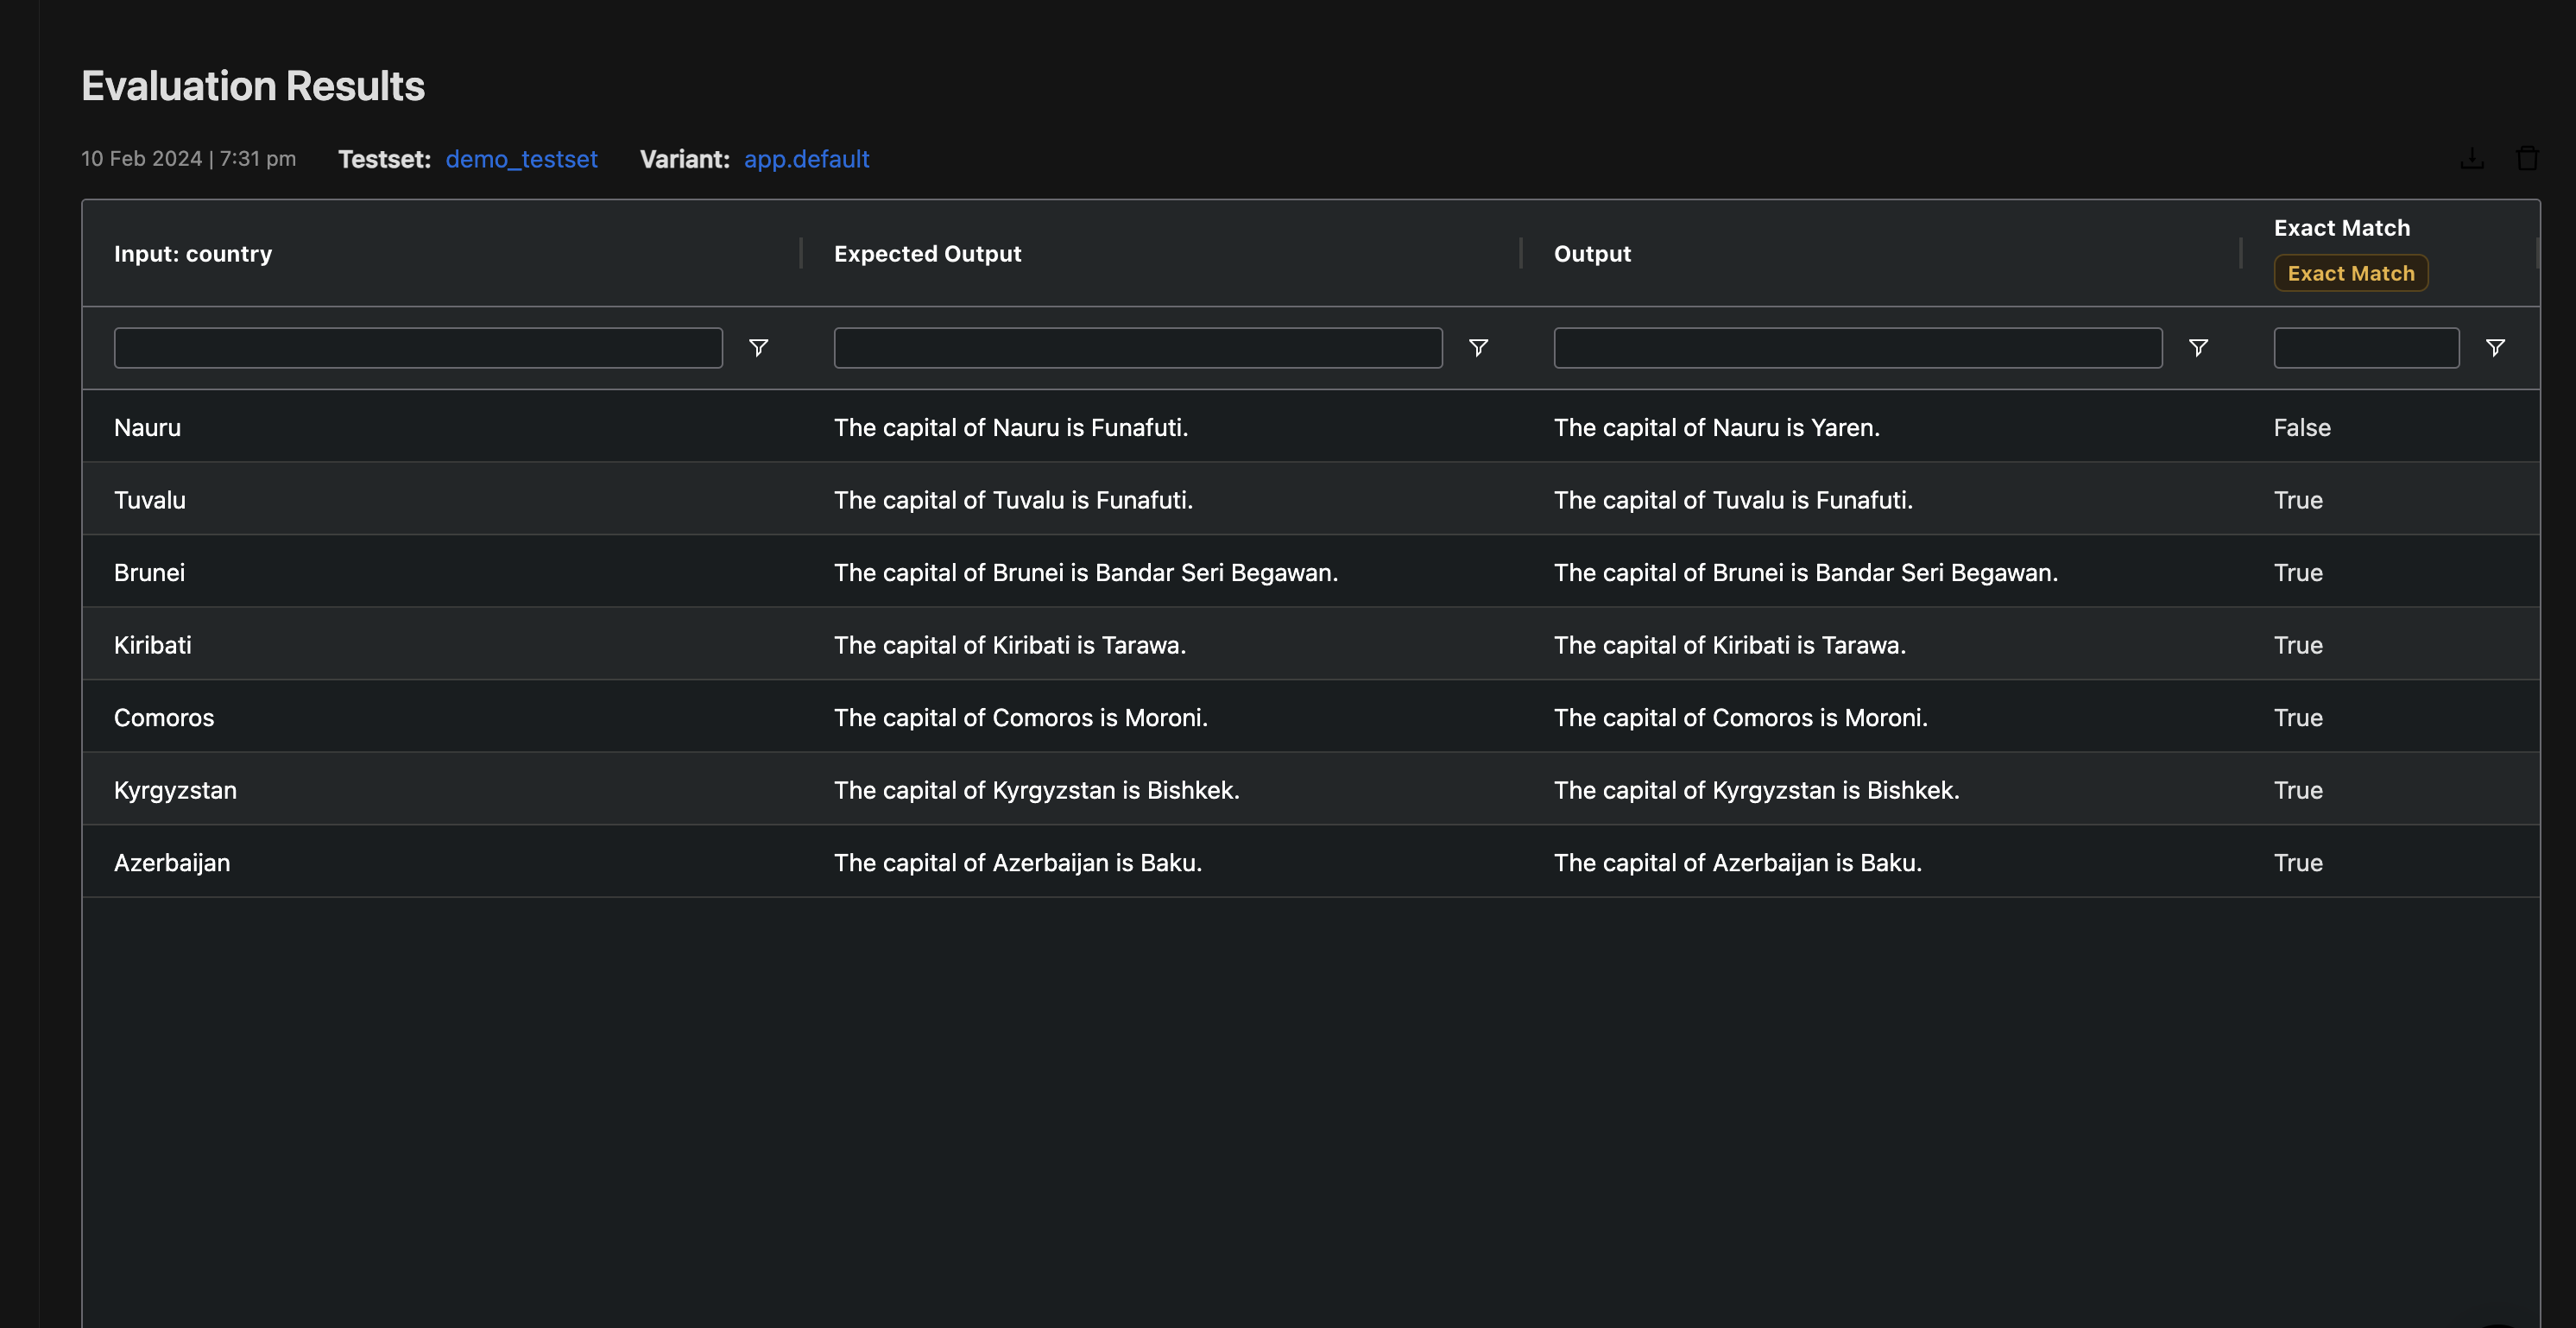 Evaluation Results
10 Feb 2024 | 7:31 pm Testset: demo_testset Variant: app.default
Input: country Expected Output Output Exact Match
Exact Match
Nauru The capital of Nauru is Funafuti. The capital of Nauru is Yaren. False
Tuvalu The capital of Tuvalu is Funafuti. The capital of Tuvalu is Funafuti. True
Brunei The capital of Brunei is Bandar Seri Begawan. The capital of Brunei is Bandar Seri Begawan. True
Kiribati The capital of Kiribati is Tarawa. The capital of Kiribati is Tarawa. True
Comoros The capital of Comoros is Moroni. The capital of Comoros is Moroni. True
Kyrgyzstan The capital of Kyrgyzstan is Bishkek. The capital of Kyrgyzstan is Bishkek. True
Azerbaijan The capital of Azerbaijan is Baku. The capital of Azerbaijan is Baku. True